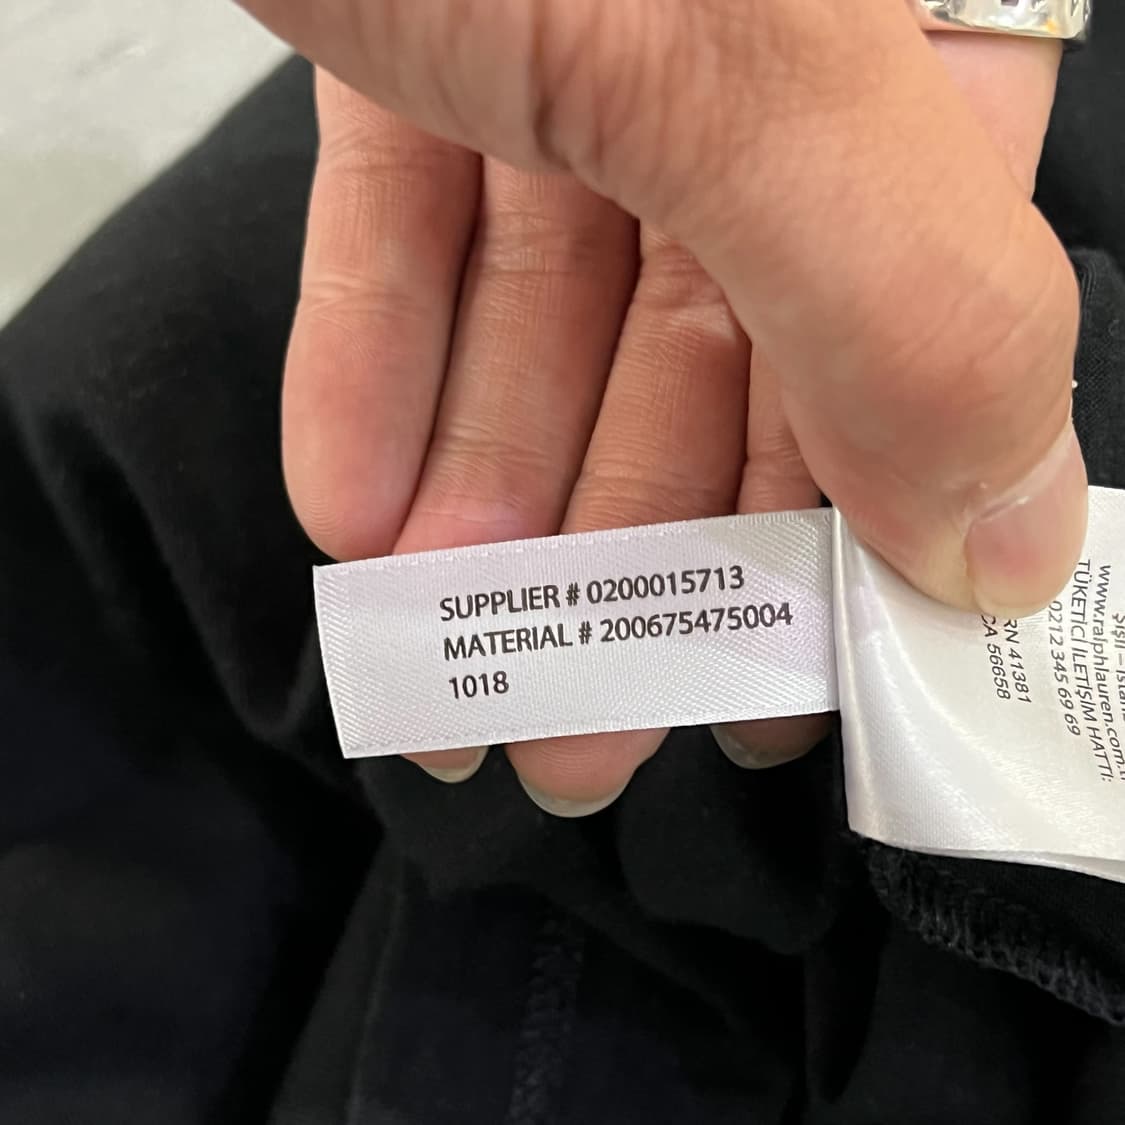 SUPPLIER # 0200015713
MATERIAL # 200675475004
1018
RN 41381
CA 56658
www.ralphlauren.com.
TÜKETİCİ İLETİŞİM HATTI:
0212 345 69 69